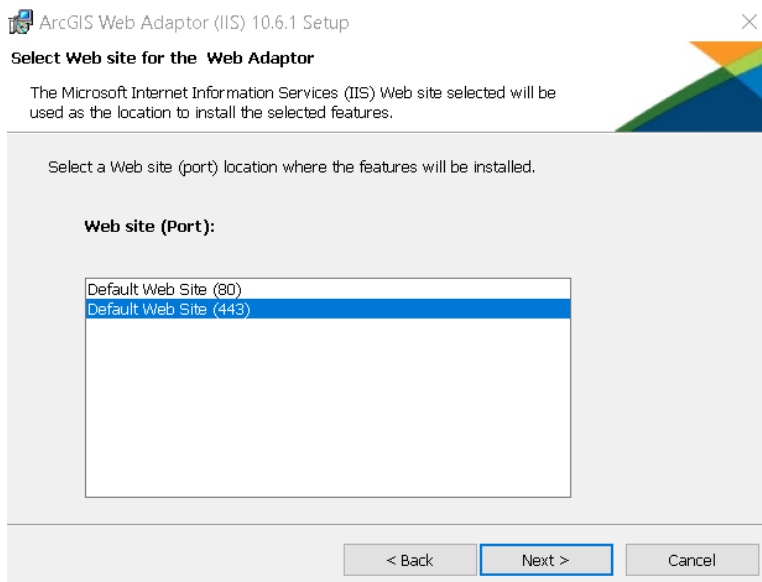 ArcGIS Web Adaptor (IIS) 10.6.1 Setup
Select Web site for the Web Adaptor
The Microsoft Internet Information Services (IIS) Web site selected will be
used as the location to install the selected features.
Select a Web site (port) location where the features will be installed.
Web site (Port):
Default Web Site (80)
Default Web Site (443)
< Back Next > Cancel